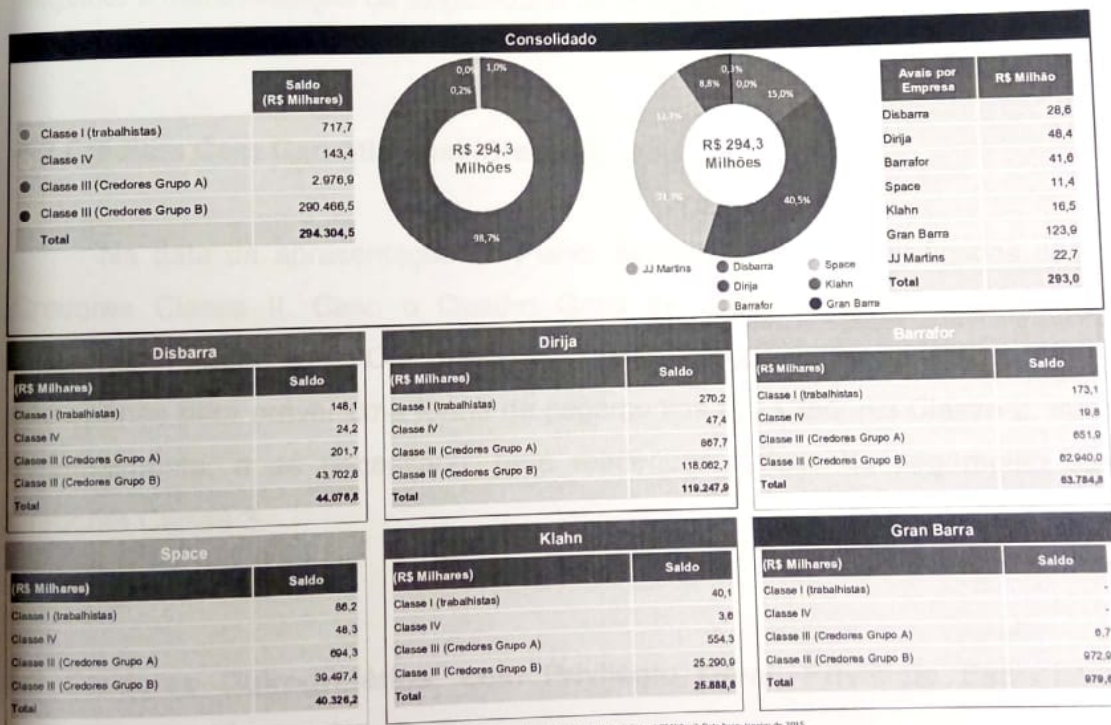 Consolidado
Saldo
(R$ Milhares)
Classe I (trabalhistas) 717,7
Classe IV 143,4
Classe III (Credores Grupo A) 2.976,9
Classe III (Credores Grupo B) 290.466,5
Total 294.304,5
0,0% 1,0%
0,2%
R$ 294,3
Milhões
98,7%
0,3%
8,8% 0,0% 15,0%
R$ 294,3
Milhões
40,5%
JJ Martins Disbarra Space
Dirija Klahn
Barrafor Gran Barra
Avais por
Empresa R$ Milhão
Disbarra 28,6
Dirija 48,4
Barrafor 41,6
Space 11,4
Klahn 16,5
Gran Barra 123,9
JJ Martins 22,7
Total 293,0
Disbarra
(R$ Milhares) Saldo
Classe I (trabalhistas) 146,1
Classe IV 24,2
Classe III (Credores Grupo A) 201,7
Classe III (Credores Grupo B) 43.702,8
Total 44.076,8
Dirija
(R$ Milhares) Saldo
Classe I (trabalhistas) 270,2
Classe IV 47,4
Classe III (Credores Grupo A) 867,7
Classe III (Credores Grupo B) 118.062,7
Total 119.247,9
Barrafor
(R$ Milhares) Saldo
Classe I (trabalhistas) 173,1
Classe IV 19,8
Classe III (Credores Grupo A) 651,9
Classe III (Credores Grupo B) 62.940,0
Total 63.784,8
Space
(R$ Milhares) Saldo
Classe I (trabalhistas) 86,2
Classe IV 48,3
Classe III (Credores Grupo A) 694,3
Classe III (Credores Grupo B) 39.497,4
Total 40.326,2
Klahn
(R$ Milhares) Saldo
Classe I (trabalhistas) 40,1
Classe IV 3,6
Classe III (Credores Grupo A) 554,3
Classe III (Credores Grupo B) 25.290,9
Total 25.888,8
Gran Barra
(R$ Milhares) Saldo
Classe I (trabalhistas) -
Classe IV -
Classe III (Credores Grupo A) 6,7
Classe III (Credores Grupo B) 972,9
Total 979,6